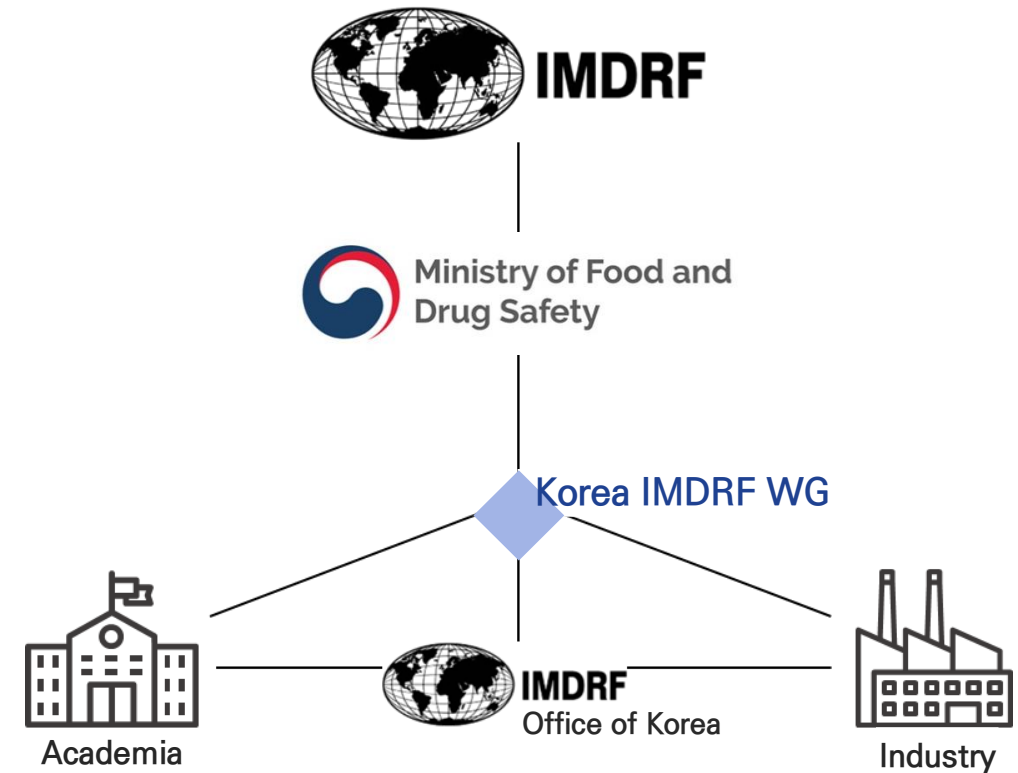 IMDRF
Ministry of Food and
Drug Safety
Korea IMDRF WG
IMDRF
Office of Korea
Academia
Industry